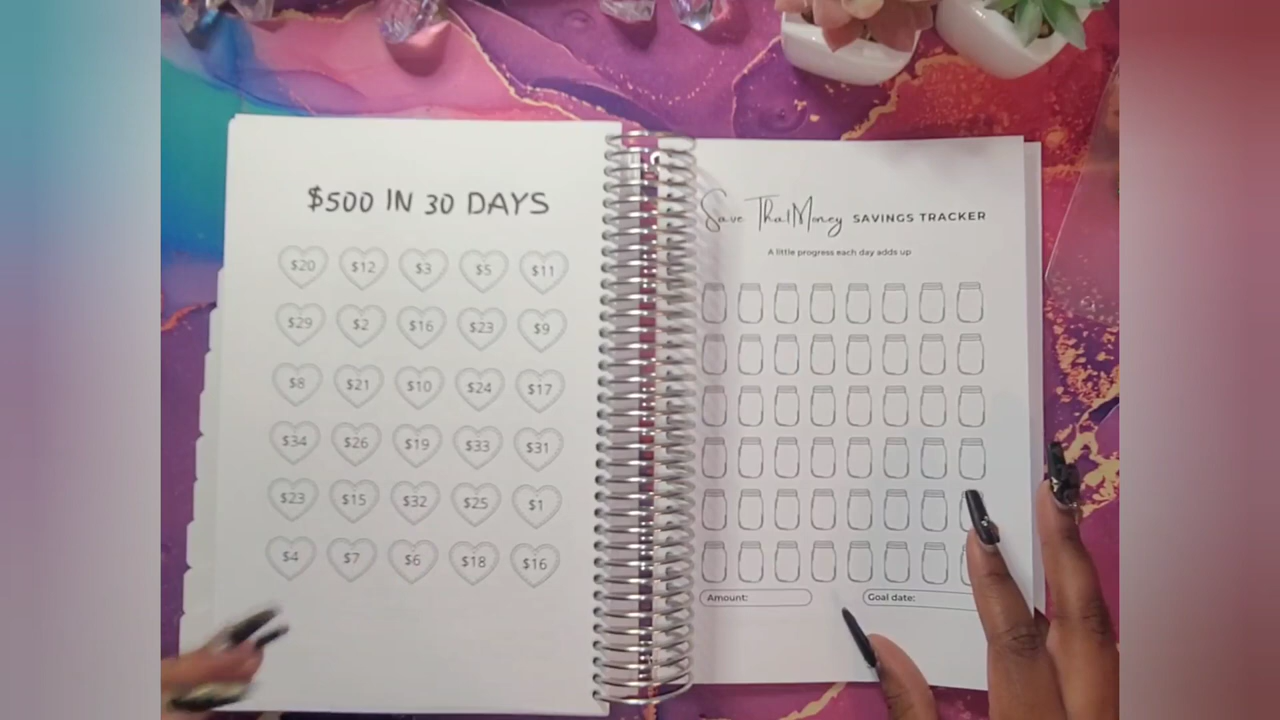 $500 IN 30 DAYS
$20 $12 $3 $5 $11
$29 $2 $16 $23 $9
$8 $21 $10 $24 $17
$34 $26 $19 $33 $31
$23 $15 $32 $25 $1
$4 $7 $6 $18 $16
Save That Money SAVINGS TRACKER
A little progress each day adds up
Amount:
Goal date: